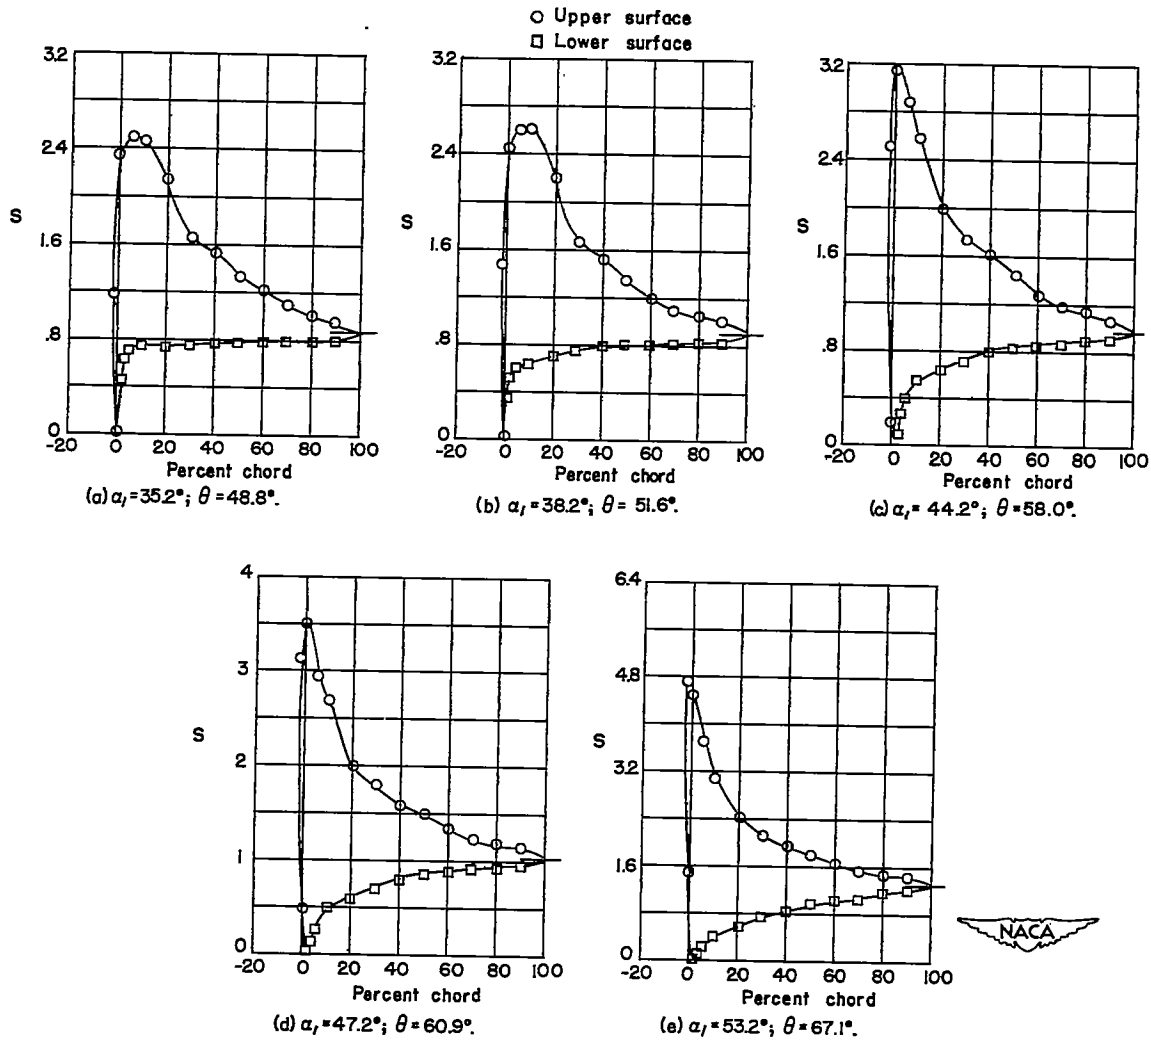 Upper surface
Lower surface
3.2
2.4
S
1.6
.8
0
-20 0 20 40 60 80 100
Percent chord
(a) α₁=35.2°; θ=48.8°.
3.2
2.4
S
1.6
.8
0
-20 0 20 40 60 80 100
Percent chord
(b) α₁=38.2°; θ= 51.6°.
3.2
2.4
S
1.6
.8
0
-20 0 20 40 60 80 100
Percent chord
(c) α₁= 44.2°; θ=58.0°.
4
3
S
2
1
0
-20 0 20 40 60 80 100
Percent chord
(d) α₁=47.2°; θ=60.9°.
6.4
4.8
S
3.2
1.6
0
-20 0 20 40 60 80 100
Percent chord
(e) α₁=53.2°; θ=67.1°.
NACA